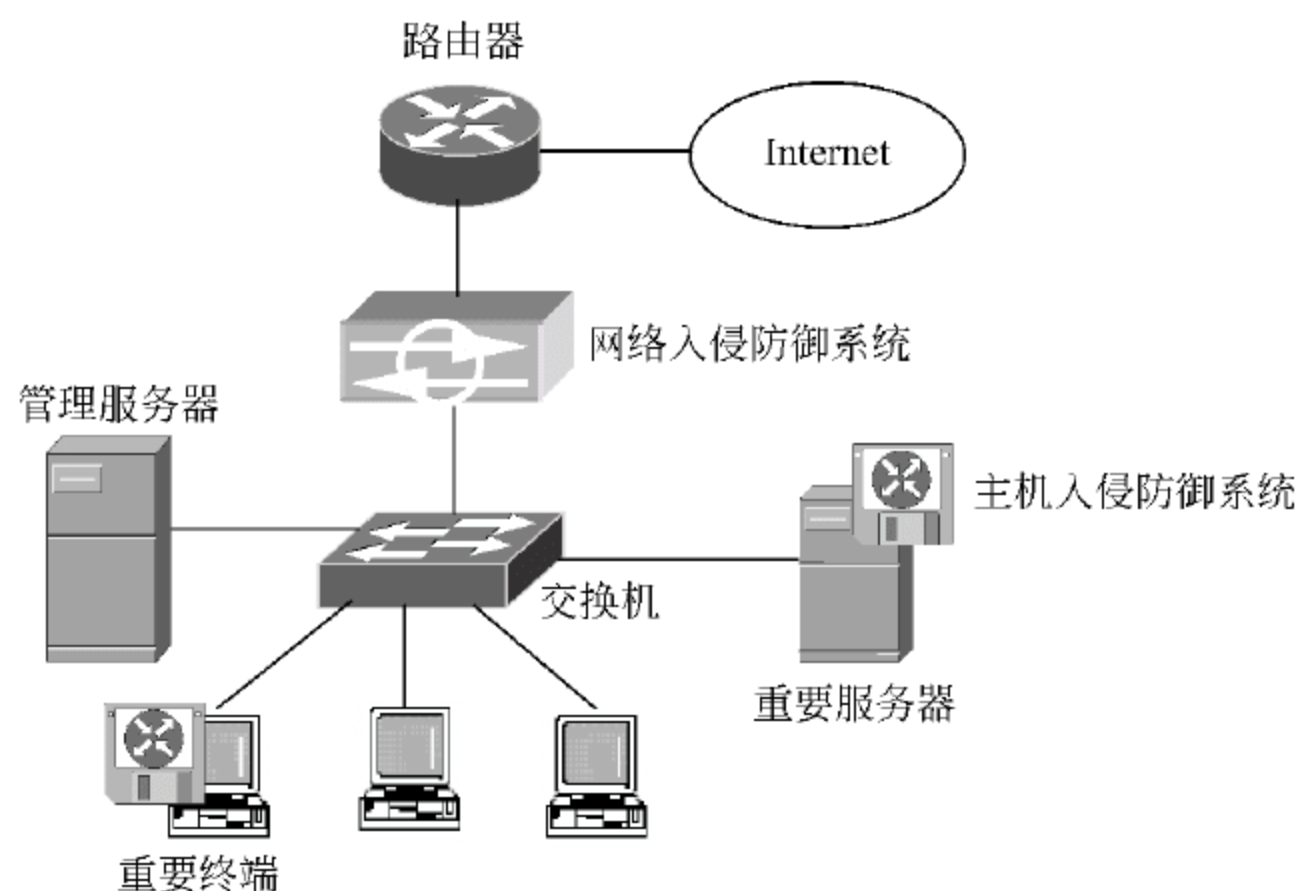 路由器
Internet
网络入侵防御系统
管理服务器
主机入侵防御系统
交换机
重要服务器
重要终端